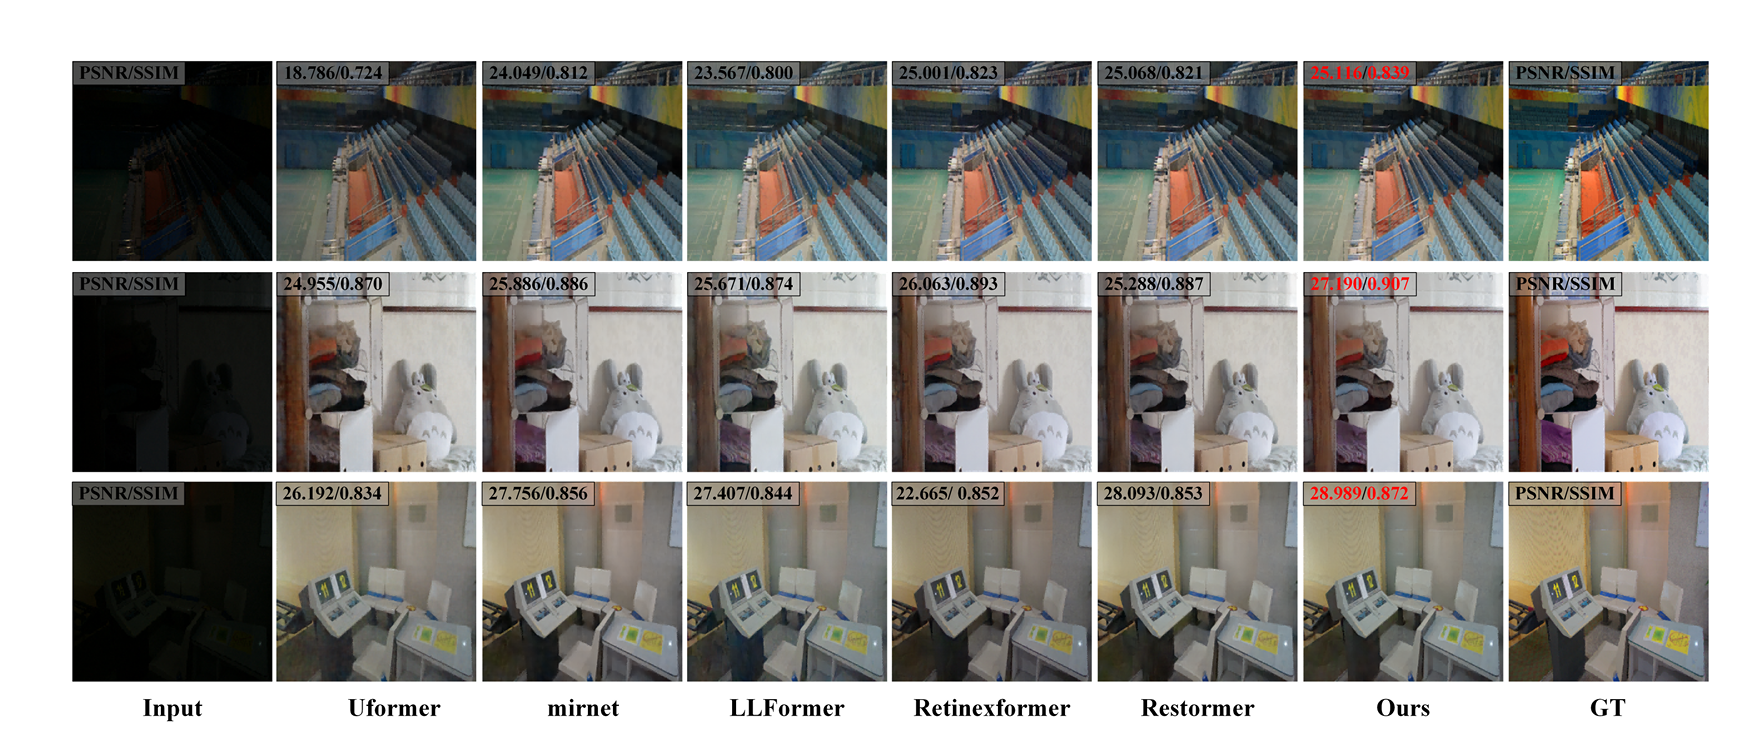 PSNR/SSIM 18.786/0.724 24.049/0.812 23.567/0.800 25.001/0.823 25.068/0.821 25.116/0.839 PSNR/SSIM
PSNR/SSIM 24.955/0.870 25.886/0.886 25.671/0.874 26.063/0.893 25.288/0.887 27.190/0.907 PSNR/SSIM
PSNR/SSIM 26.192/0.834 27.756/0.856 27.407/0.844 22.665/ 0.852 28.093/0.853 28.989/0.872 PSNR/SSIM
Input Uformer mirnet LLFormer Retinexformer Restormer Ours GT